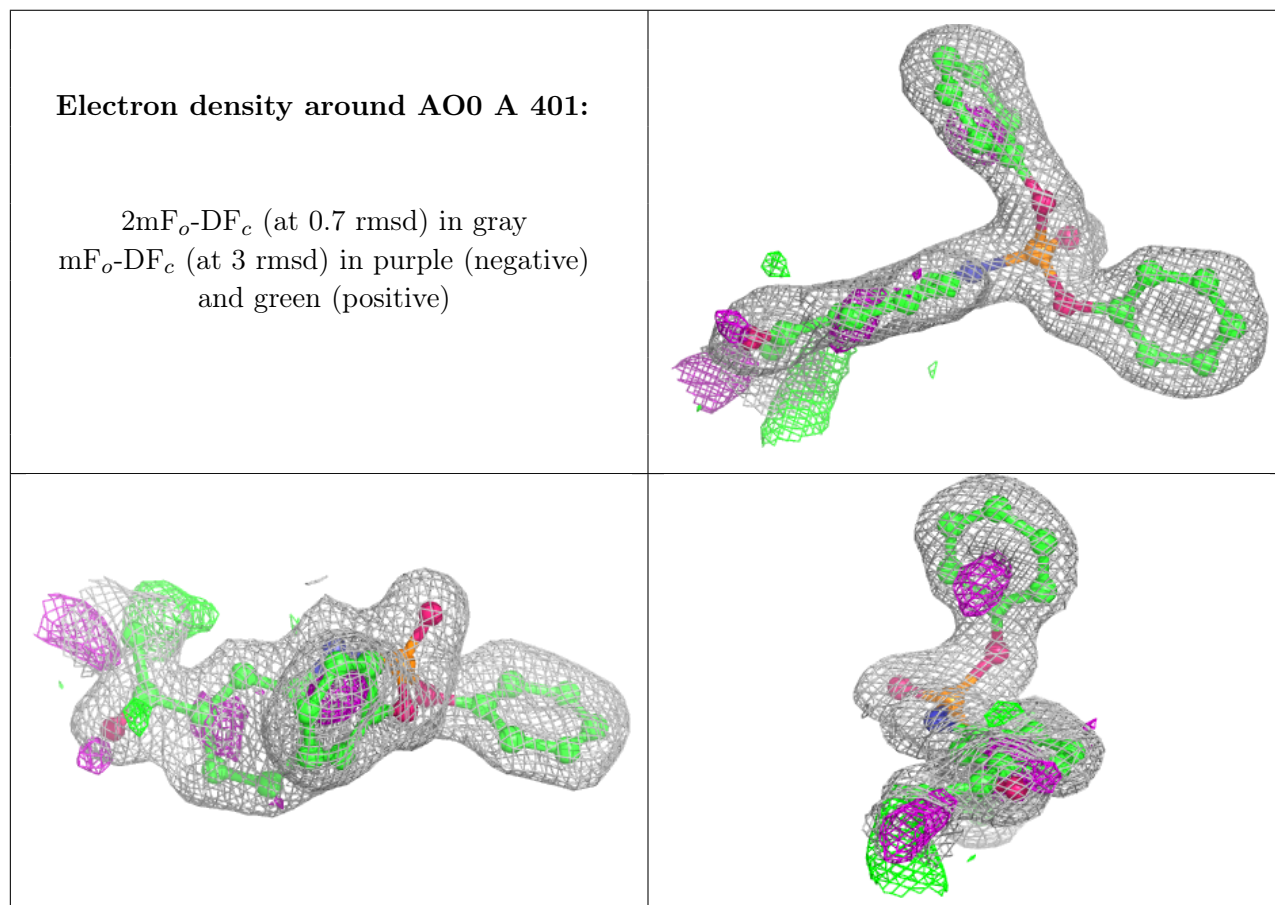 Electron density around AO0 A 401:
2mFo-DFc (at 0.7 rmsd) in gray
mFo-DFc (at 3 rmsd) in purple (negative)
and green (positive)